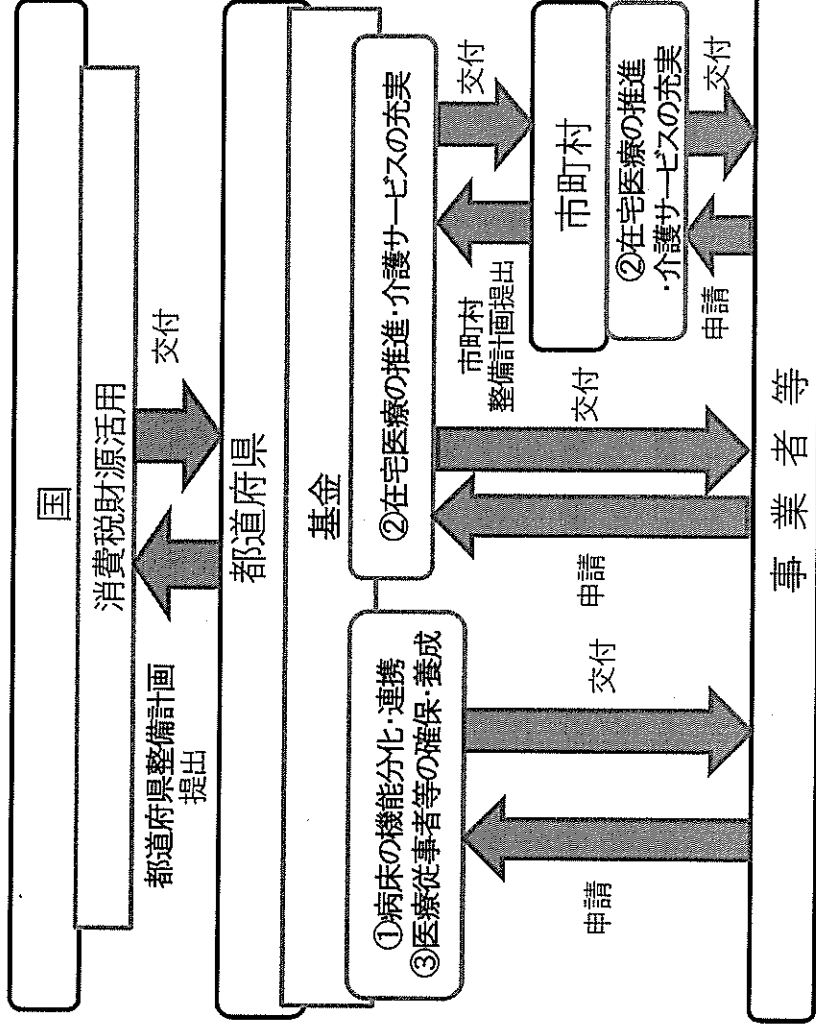 国
消費税財源活用
都道府県整備計画
提出
交付
都道府県
基金
①病床の機能分化・連携
③医療従事者等の確保・養成
②在宅医療の推進・介護サービスの充実
申請
交付
申請
交付
市町村
整備計画提出
交付
市町村
②在宅医療の推進
・介護サービスの充実
申請
交付
事業者等